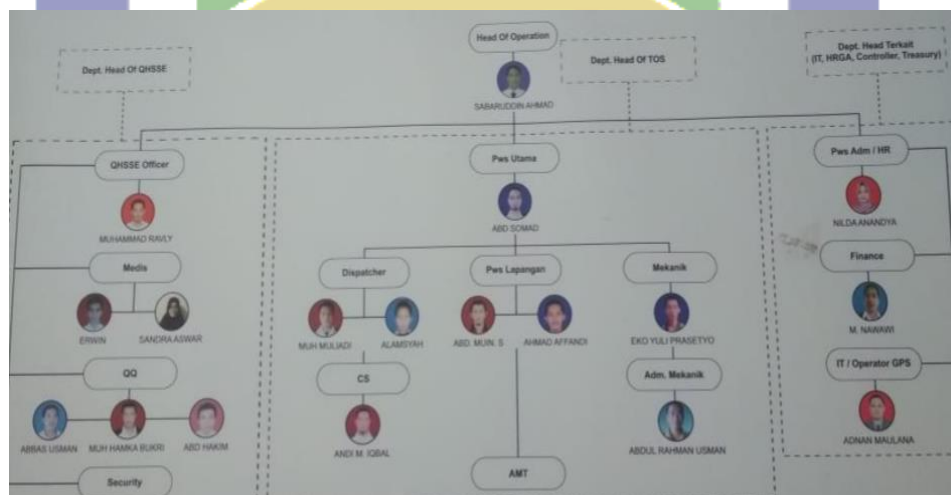 Head Of Operation
SABARUDDIN AHMAD
Dept. Head Of QHSSE
Dept. Head Of TOS
Dept. Head Terkait
(IT, HRGA, Controller, Treasury)
QHSSE Officer
MUHAMMAD RAVLY
Medis
ERWIN
SANDRA ASWAR
QQ
ABBAS USMAN
MUH HAMKA BUKRI
ABD HAKIM
Security
Pws Utama
ABD SOMAD
Dispatcher
MUH MULIADI
ALAMSYAH
CS
ANDI M. IQBAL
Pws Lapangan
ABD. MUIN. S
AHMAD AFFANDI
AMT
Mekanik
EKO YULI PRASETYO
Adm. Mekanik
ABDUL RAHMAN USMAN
Pws Adm / HR
NILDA ANANDYA
Finance
M. NAWAWI
IT / Operator GPS
ADNAN MAULANA